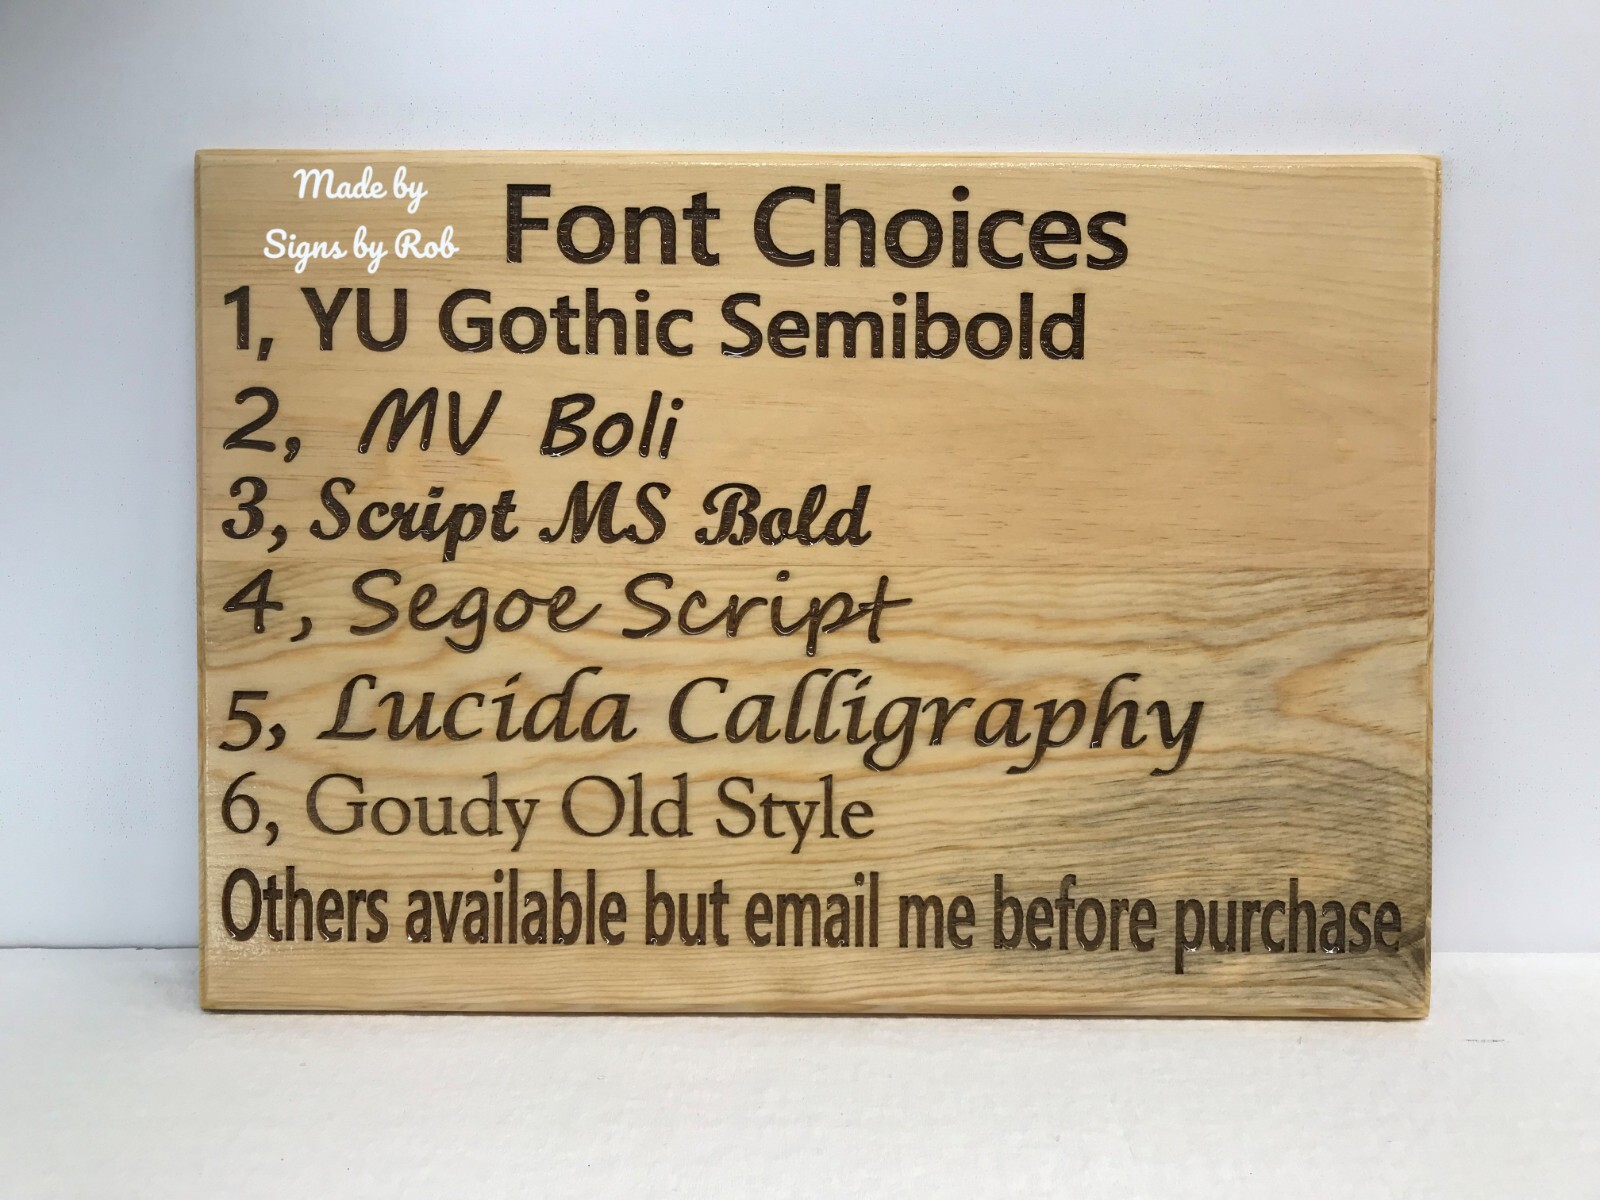 Made by
Signs by Rob
Font Choices
1, YU Gothic Semibold
2, MV Boli
3, Script MS Bold
4, Segoe Script
5, Lucida Calligraphy
6, Goudy Old Style
Others available but email me before purchase